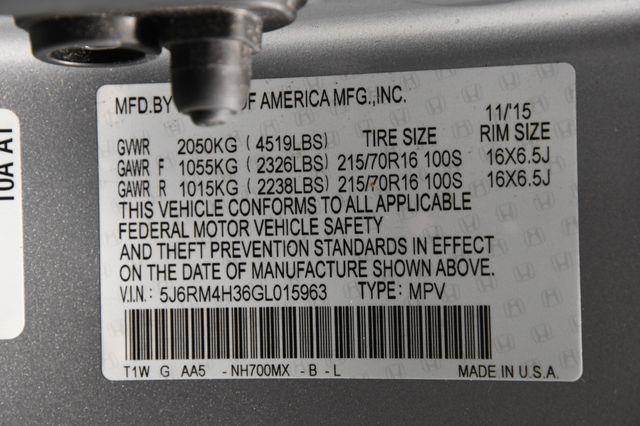 MFD.BY OF AMERICA MFG.,INC. 11/'15
GVWR 2050KG (4519LBS) TIRE SIZE RIM SIZE
GAWR F 1055KG (2326LBS) 215/70R16 100S 16X6.5J
GAWR R 1015KG (2238LBS) 215/70R16 100S 16X6.5J
THIS VEHICLE CONFORMS TO ALL APPLICABLE
FEDERAL MOTOR VEHICLE SAFETY
AND THEFT PREVENTION STANDARDS IN EFFECT
ON THE DATE OF MANUFACTURE SHOWN ABOVE.
V.I.N.: 5J6RM4H36GL015963 TYPE: MPV
T1W G AA5 -NH700MX -B -L MADE IN U.S.A.